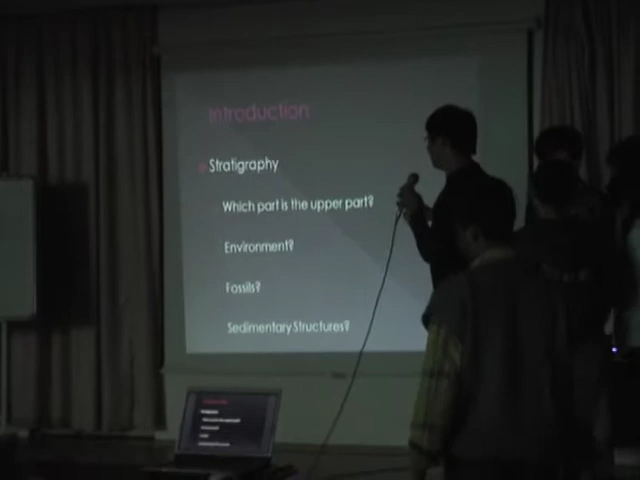 Introduction
Stratigraphy
Which part is the upper part?
Environment?
Fossils?
Sedimentary Structures?